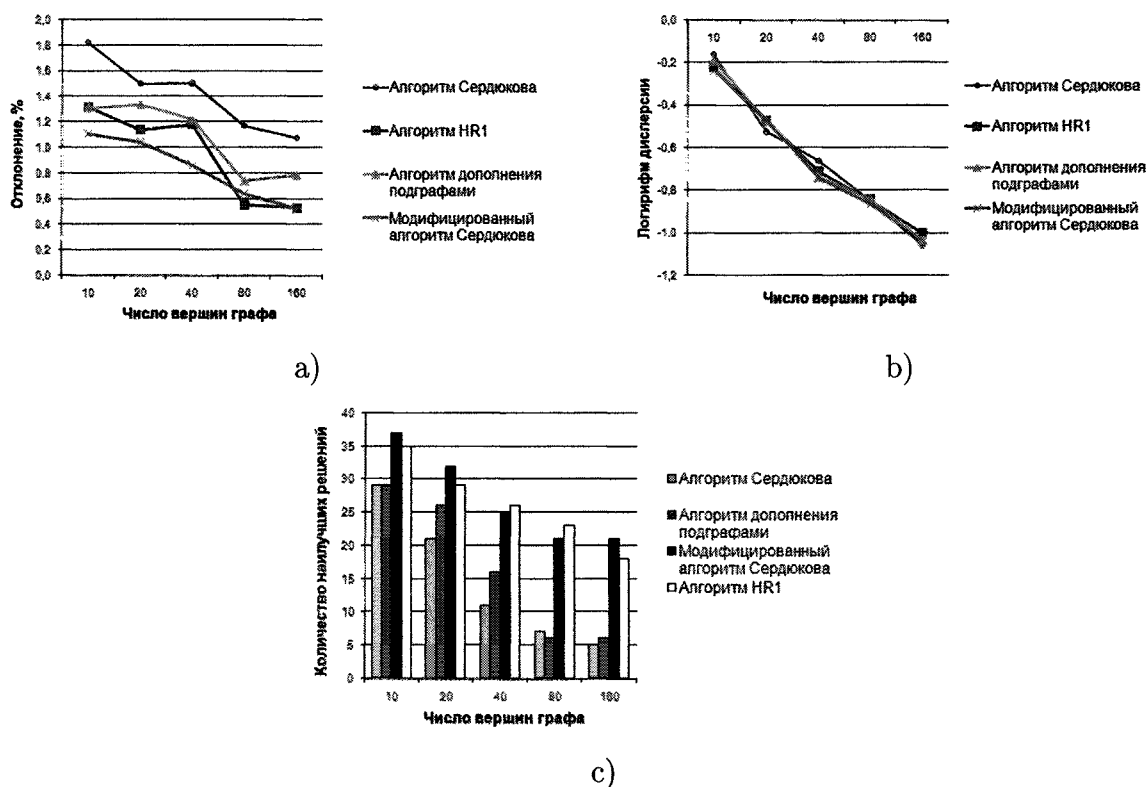 2,0
1,8
1,6
1,4
1,2
1,0
0,8
0,6
0,4
0,2
0,0
Отклонение, %
10 20 40 80 160
Число вершин графа
Алгоритм Сердюкова
Алгоритм HR1
Алгоритм дополнения
подграфами
Модифицированный
алгоритм Сердюкова
a)
0,0
-0,2
-0,4
-0,6
-0,8
-1,0
-1,2
Логирифм дисперсии
10 20 40 80 160
Число вершин графа
Алгоритм Сердюкова
Алгоритм HR1
Алгоритм дополнения
подграфами
Модифицированный
алгоритм Сердюкова
b)
40
35
30
25
20
15
10
5
0
Количество наилучших решений
10 20 40 80 160
Число вершин графа
Алгоритм Сердюкова
Алгоритм дополнения
подграфами
Модифицированный
алгоритм Сердюкова
Алгоритм HR1
c)